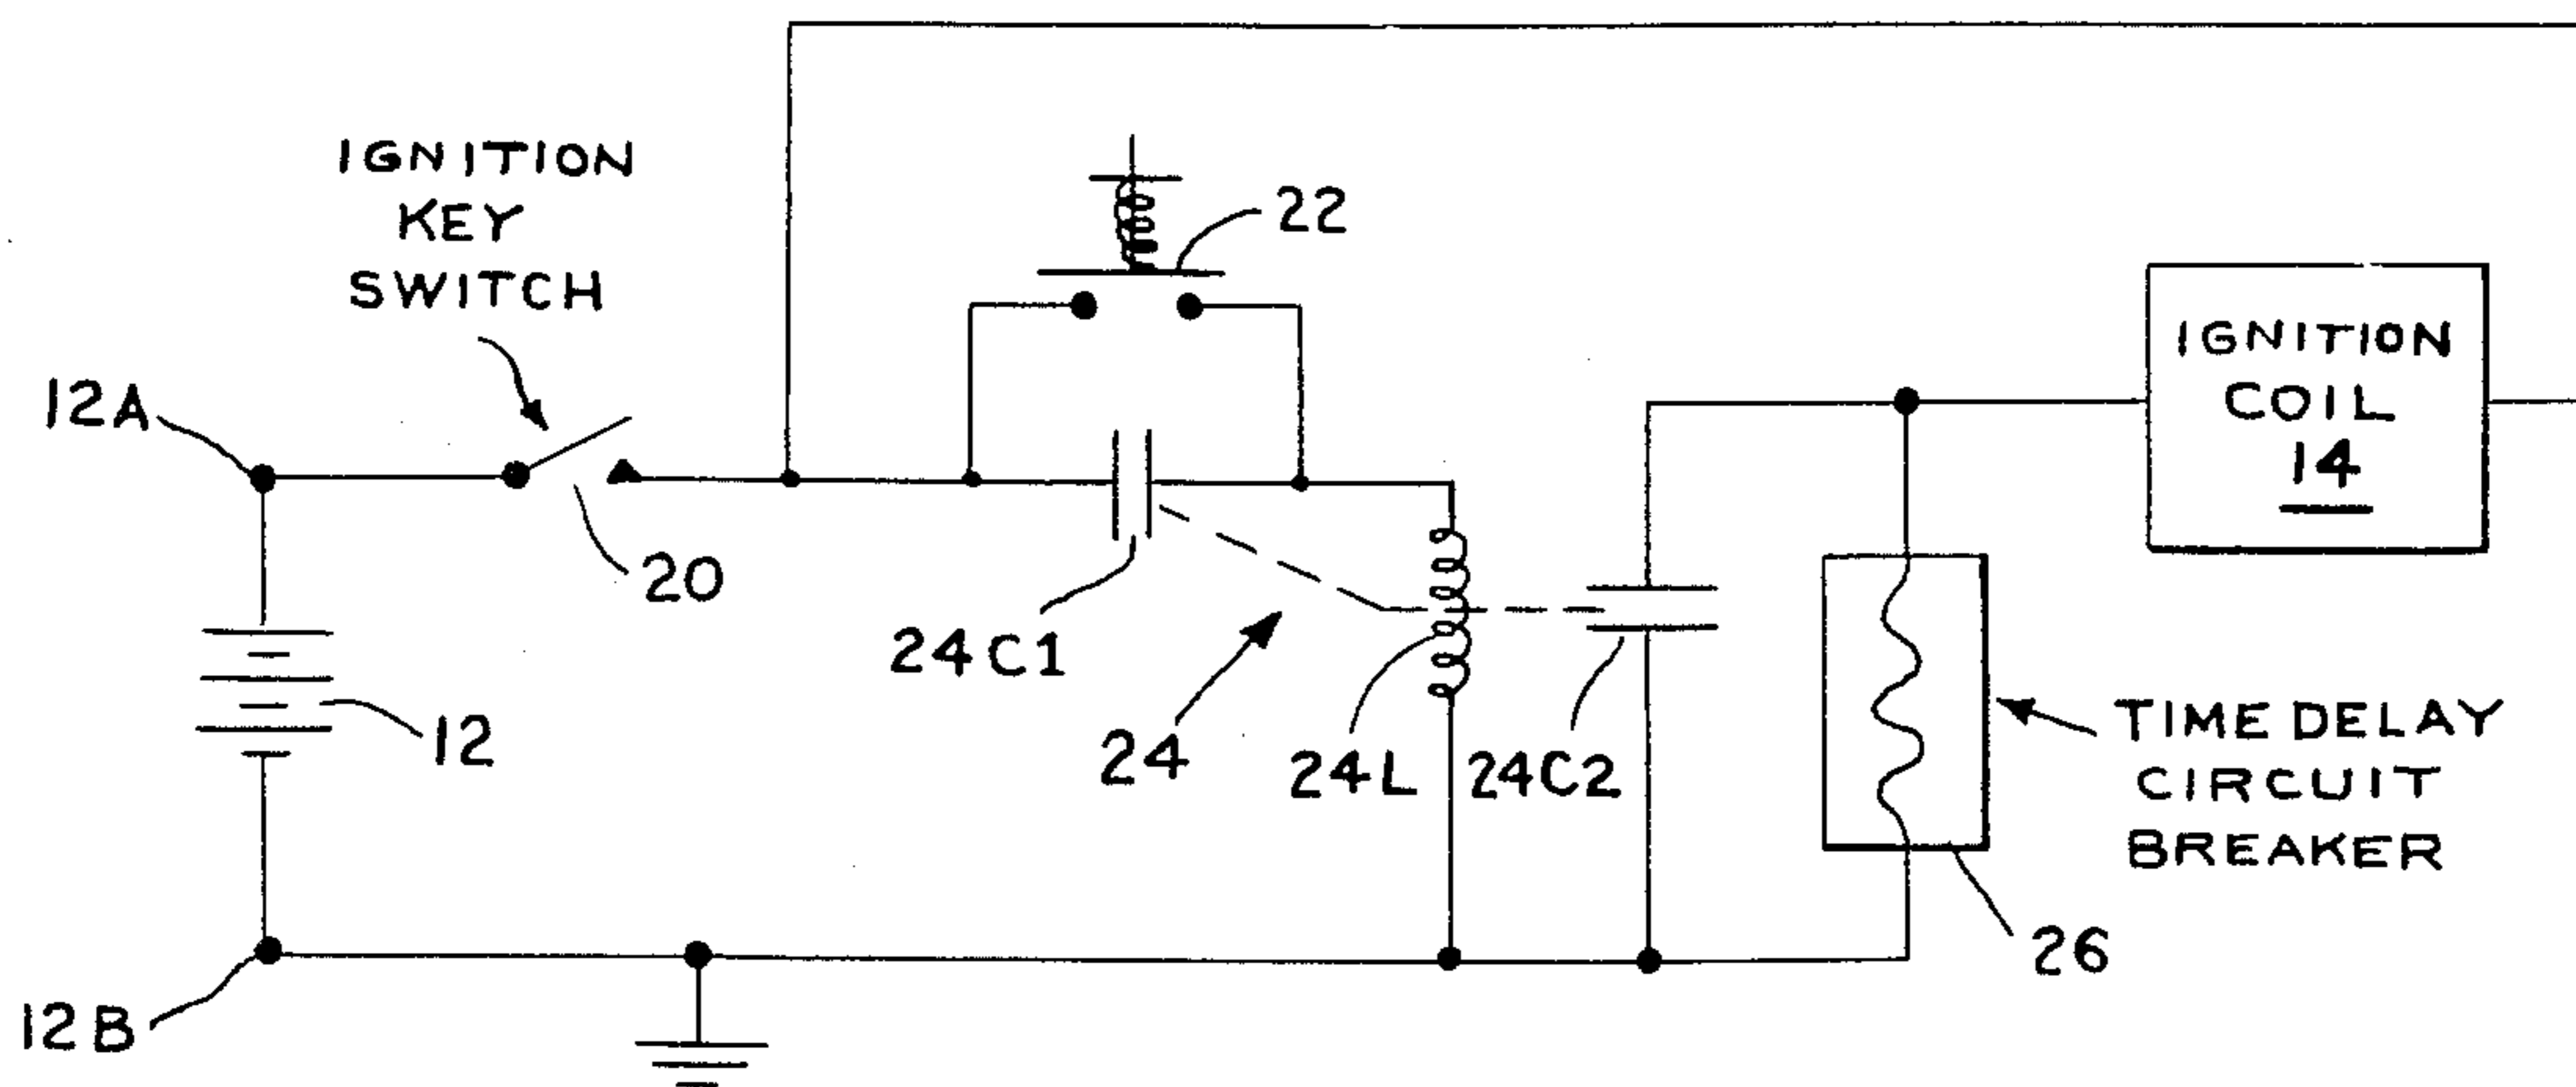 IGNITION
KEY
SWITCH
22
12A
20
24C1
24
24L
24C2
12
12B
IGNITION
COIL
14
TIME DELAY
CIRCUIT
BREAKER
26